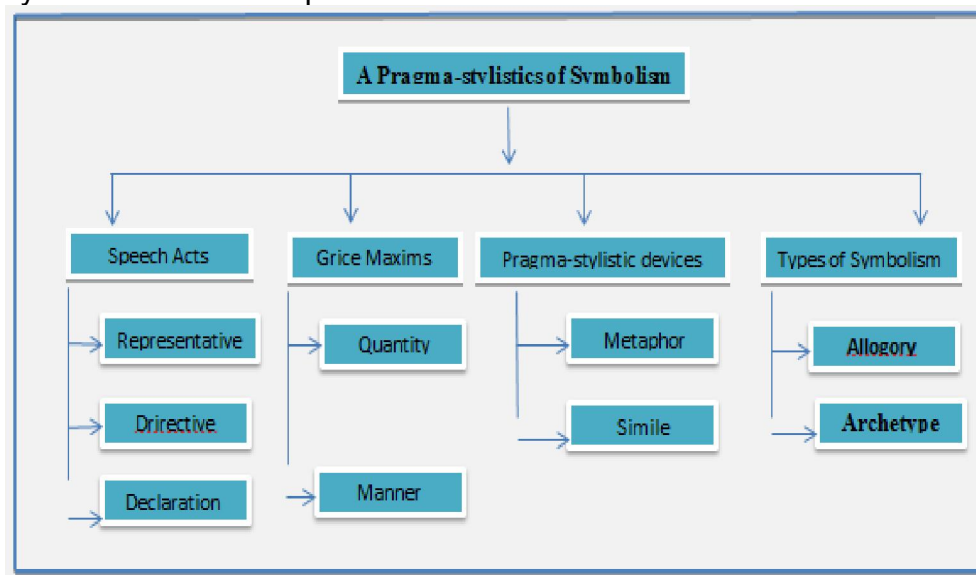 A Pragma-stylistics of Symbolism
Speech Acts
Grice Maxims
Pragma-stylistic devices
Types of Symbolism
Representative
Quantity
Metaphor
Allogory
Drirective
Simile
Archetype
Declaration
Manner